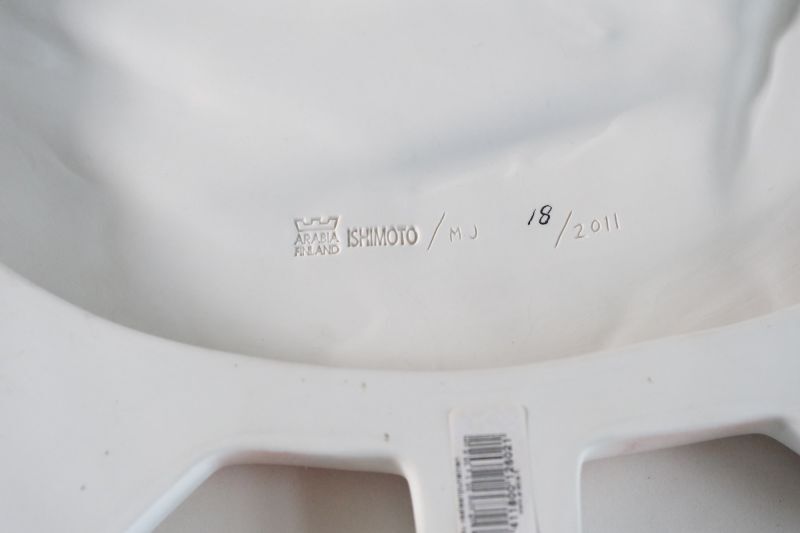 ARABIA
FINLAND
ISHIMOTO / MJ 18 / 2011